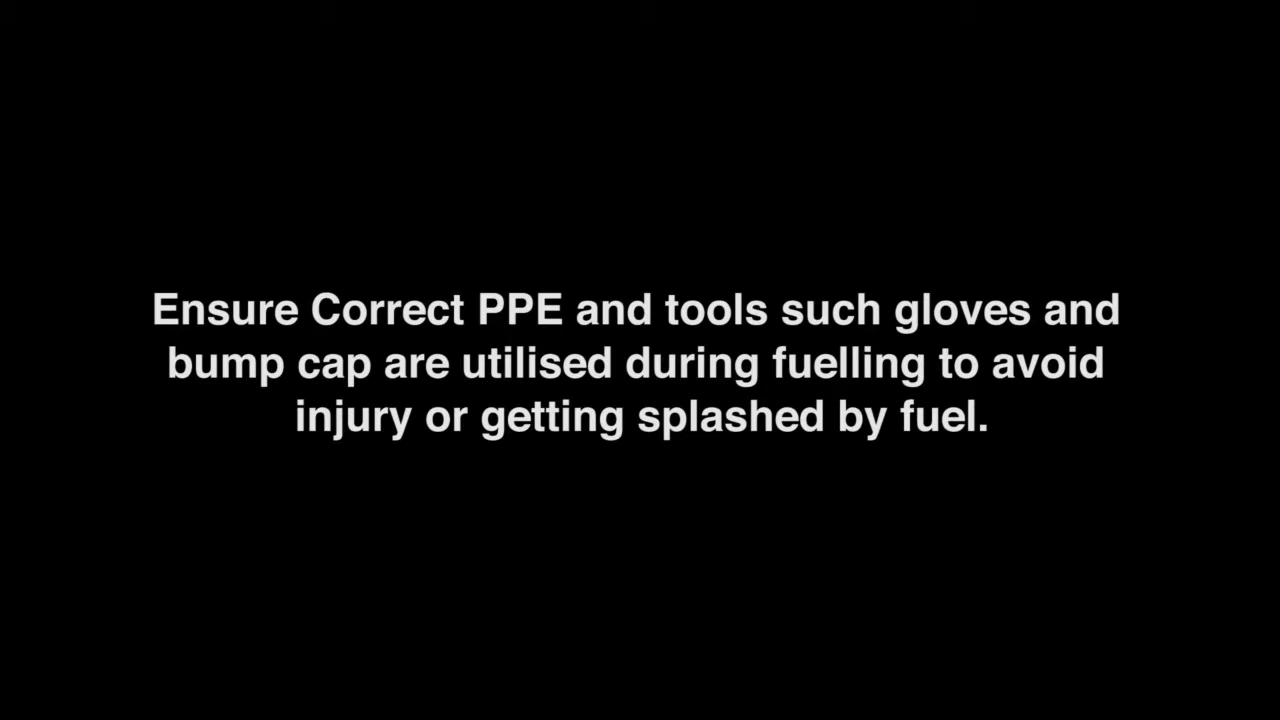 Ensure Correct PPE and tools such gloves and
bump cap are utilised during fuelling to avoid
injury or getting splashed by fuel.